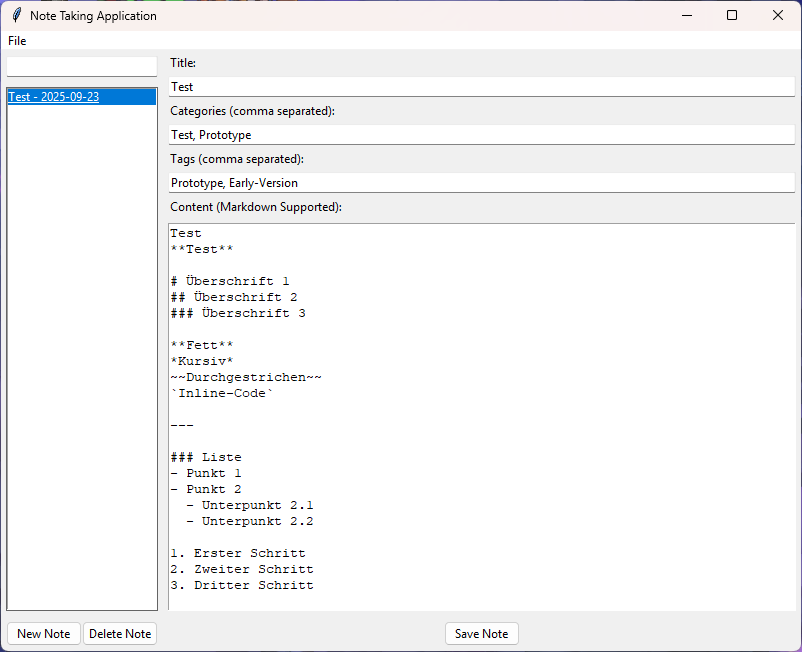 Note Taking Application
File
Test - 2025-09-23
New Note
Delete Note
Title:
Test
Categories (comma separated):
Test, Prototype
Tags (comma separated):
Prototype, Early-Version
Content (Markdown Supported):
Test
**Test**

# Überschrift 1
## Überschrift 2
### Überschrift 3

**Fett**
*Kursiv*
~~Durchgestrichen~~
`Inline-Code`

---

### Liste
- Punkt 1
- Punkt 2
  - Unterpunkt 2.1
  - Unterpunkt 2.2

1. Erster Schritt
2. Zweiter Schritt
3. Dritter Schritt
Save Note